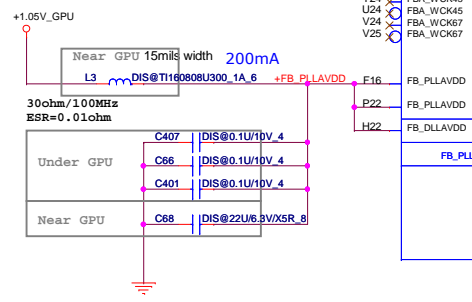 U24 FBA_WCK45
V24 FBA_WCK67
V25 FBA_WCK67
+1.05V_GPU
Near GPU 15mils width 200mA
L3 DIS@TI160808U300_1A_6 +FB_PLLAVDD F16 FB_PLLAVDD
30ohm/100MHz
ESR=0.01ohm
P22 FB_PLLAVDD
H22 FB_DLLAVDD
C407 DIS@0.1U/10V_4
Under GPU
C66 DIS@0.1U/10V_4
FB_PL
C401 DIS@0.1U/10V_4
Near GPU
C68 DIS@22U/6.3V/X5R_8